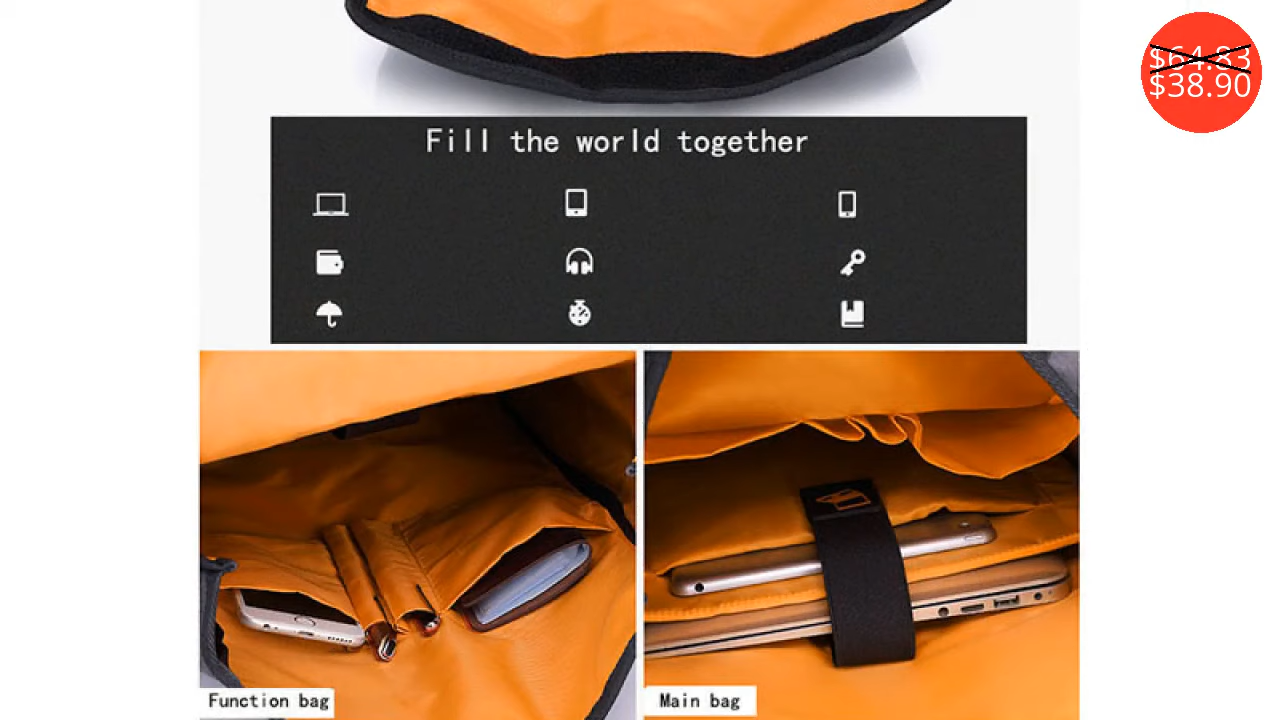 $64.83
$38.90
Fill the world together
Function bag
Main bag